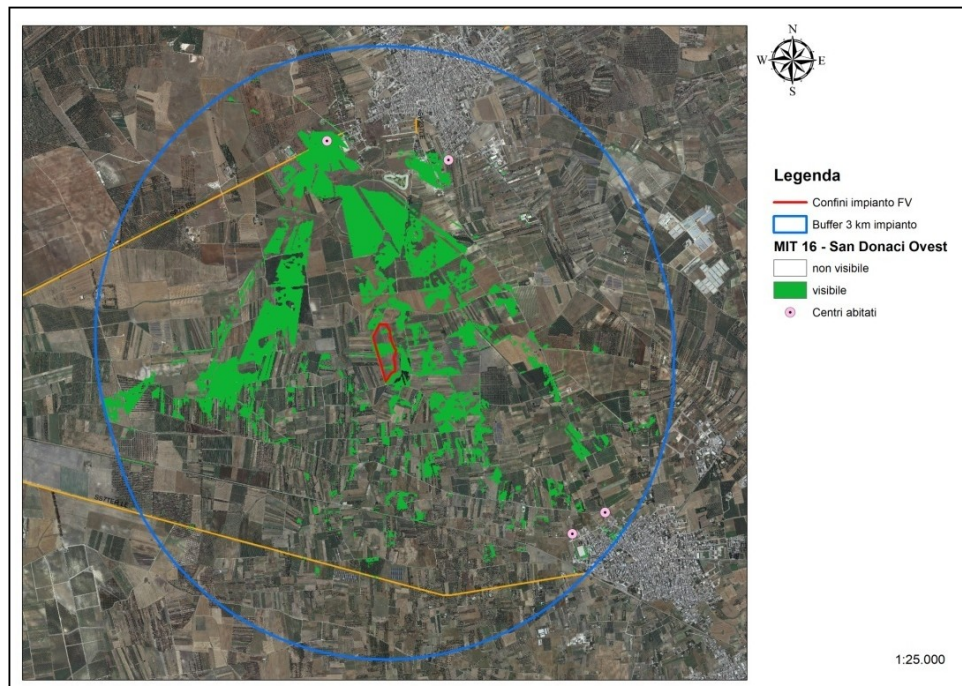 N
W E
S
Legenda
Confini impianto FV
Buffer 3 km impianto
MIT 16 - San Donaci Ovest
non visibile
visibile
Centri abitati
1:25.000